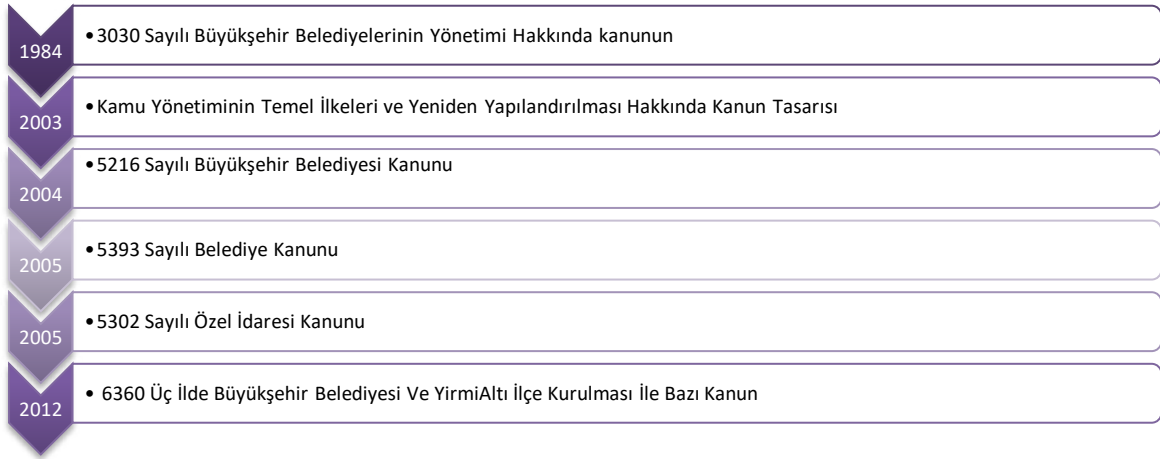 1984
•3030 Sayılı Büyükşehir Belediyelerinin Yönetimi Hakkında kanunun
2003
•Kamu Yönetiminin Temel İlkeleri ve Yeniden Yapılandırılması Hakkında Kanun Tasarısı
2004
•5216 Sayılı Büyükşehir Belediyesi Kanunu
2005
•5393 Sayılı Belediye Kanunu
2005
•5302 Sayılı Özel İdaresi Kanunu
2012
• 6360 Üç İlde Büyükşehir Belediyesi Ve YirmiAltı İlçe Kurulması İle Bazı Kanun